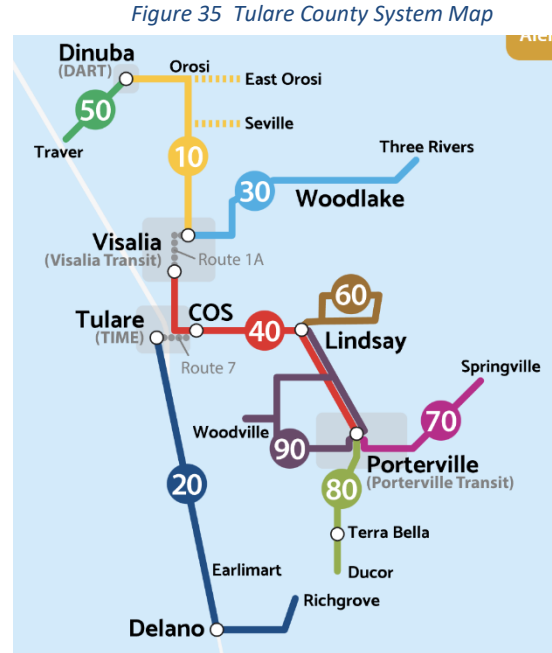 Figure 35 Tulare County System Map
Dinuba
(DART)
Orosi
East Orosi
50
Seville
Traver
10
Three Rivers
30
Woodlake
Visalia
(Visalia Transit)
Route 1A
60
Tulare
(TIME)
COS
40
Lindsay
Route 7
Springville
70
Woodville
90
Porterville
(Porterville Transit)
20
80
Terra Bella
Earlimart
Ducor
Richgrove
Delano